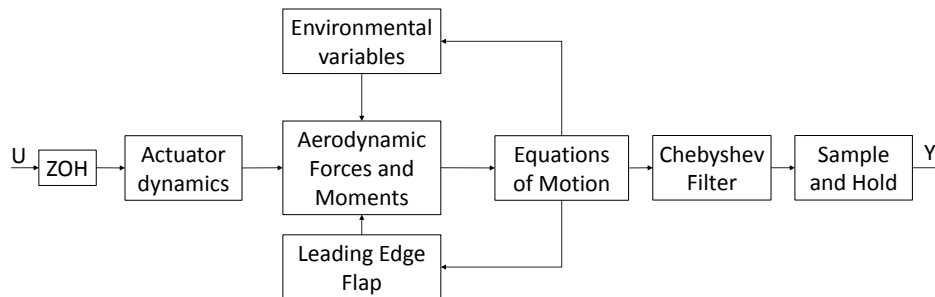 Environmental
variables
U
ZOH
Actuator
dynamics
Aerodynamic
Forces and
Moments
Equations
of Motion
Chebyshev
Filter
Sample
and Hold
Y
Leading Edge
Flap